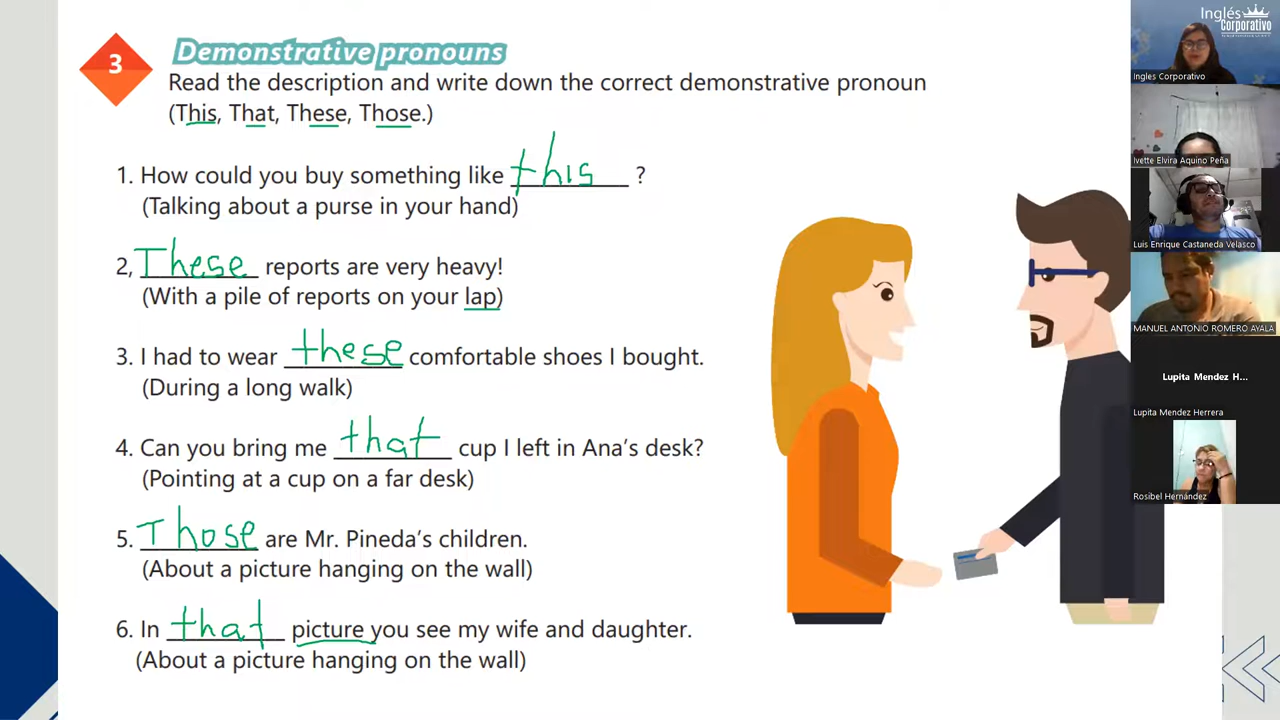 3
Demonstrative pronouns
Read the description and write down the correct demonstrative pronoun
(This, That, These, Those.)
1. How could you buy something like this ?
(Talking about a purse in your hand)
2, These reports are very heavy!
(With a pile of reports on your lap)
3. I had to wear these comfortable shoes I bought.
(During a long walk)
4. Can you bring me that cup I left in Ana's desk?
(Pointing at a cup on a far desk)
5. Those are Mr. Pineda's children.
(About a picture hanging on the wall)
6. In that picture you see my wife and daughter.
(About a picture hanging on the wall)
Inglés
Corporativo
Ingles Corporativo
Ivette Elvira Aquino Peña
Luis Enrique Castaneda Velasco
MANUEL ANTONIO ROMERO AYALA
Lupita Mendez H...
Lupita Mendez Herrera
Rosibel Hernández